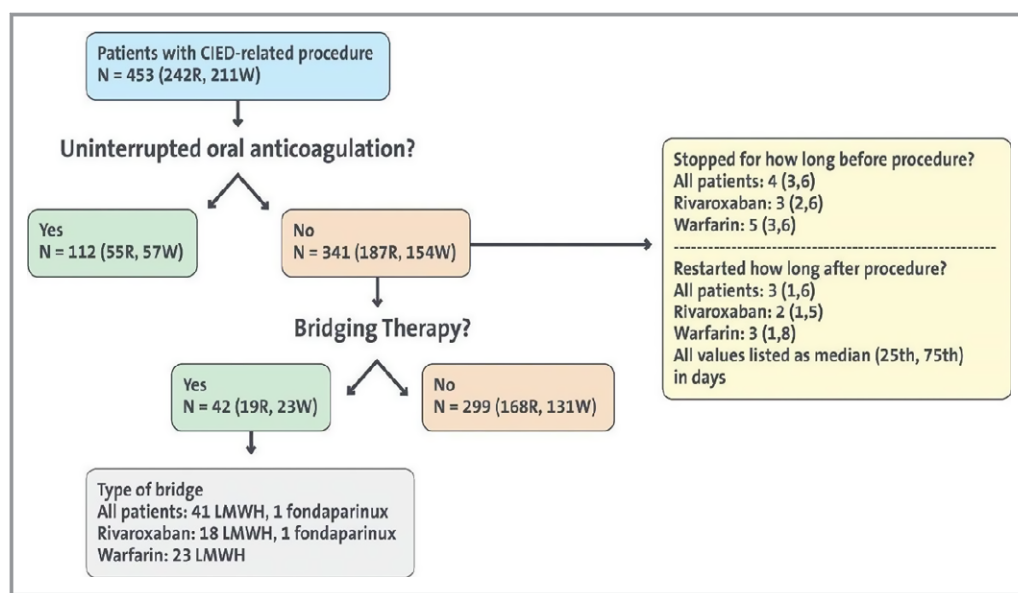 Patients with CIED-related procedure
N = 453 (242R, 211W)
Uninterrupted oral anticoagulation?
Yes
N = 112 (55R, 57W)
No
N = 341 (187R, 154W)
Stopped for how long before procedure?
All patients: 4 (3,6)
Rivaroxaban: 3 (2,6)
Warfarin: 5 (3,6)
Restarted how long after procedure?
All patients: 3 (1,6)
Rivaroxaban: 2 (1,5)
Warfarin: 3 (1,8)
All values listed as median (25th, 75th)
in days
Bridging Therapy?
Yes
N = 42 (19R, 23W)
No
N = 299 (168R, 131W)
Type of bridge
All patients: 41 LMWH, 1 fondaparinux
Rivaroxaban: 18 LMWH, 1 fondaparinux
Warfarin: 23 LMWH